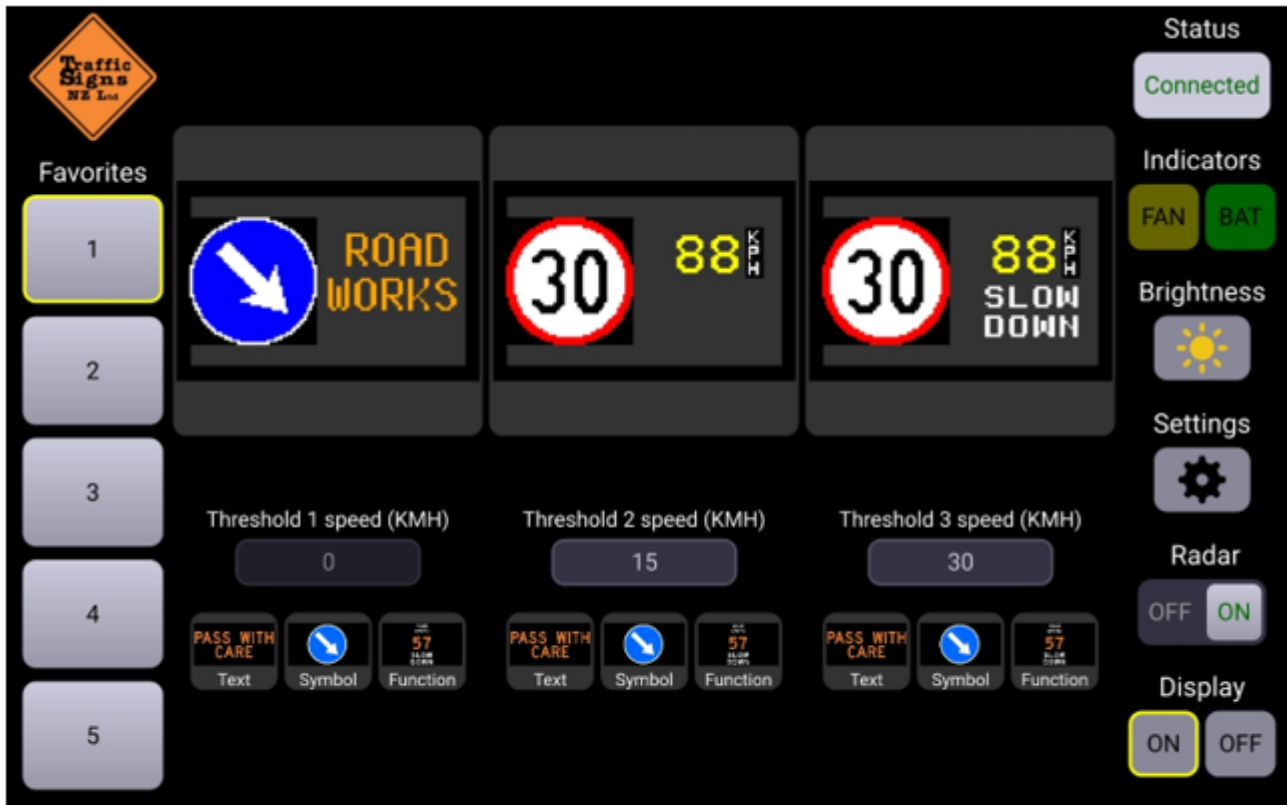 Traffic
Signs
NZ Ltd
Status
Connected
Favorites
1
2
3
4
5
ROAD
WORKS
30
88 KPH
30
88 KPH
SLOW
DOWN
Indicators
FAN
BAT
Brightness
Settings
Radar
OFF
ON
Display
ON
OFF
Threshold 1 speed (KMH)
0
Threshold 2 speed (KMH)
15
Threshold 3 speed (KMH)
30
PASS WITH
CARE
Text
Symbol
57
SLOW
DOWN
Function
PASS WITH
CARE
Text
Symbol
57
SLOW
DOWN
Function
PASS WITH
CARE
Text
Symbol
57
SLOW
DOWN
Function